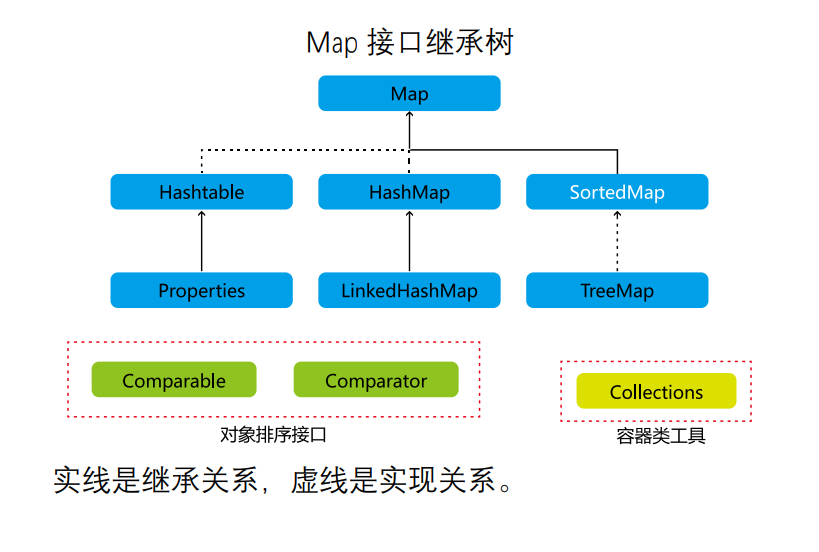 Map 接口继承树
Map
Hashtable
HashMap
SortedMap
Properties
LinkedHashMap
TreeMap
Comparable
Comparator
Collections
对象排序接口
容器类工具
实线是继承关系，虚线是实现关系。